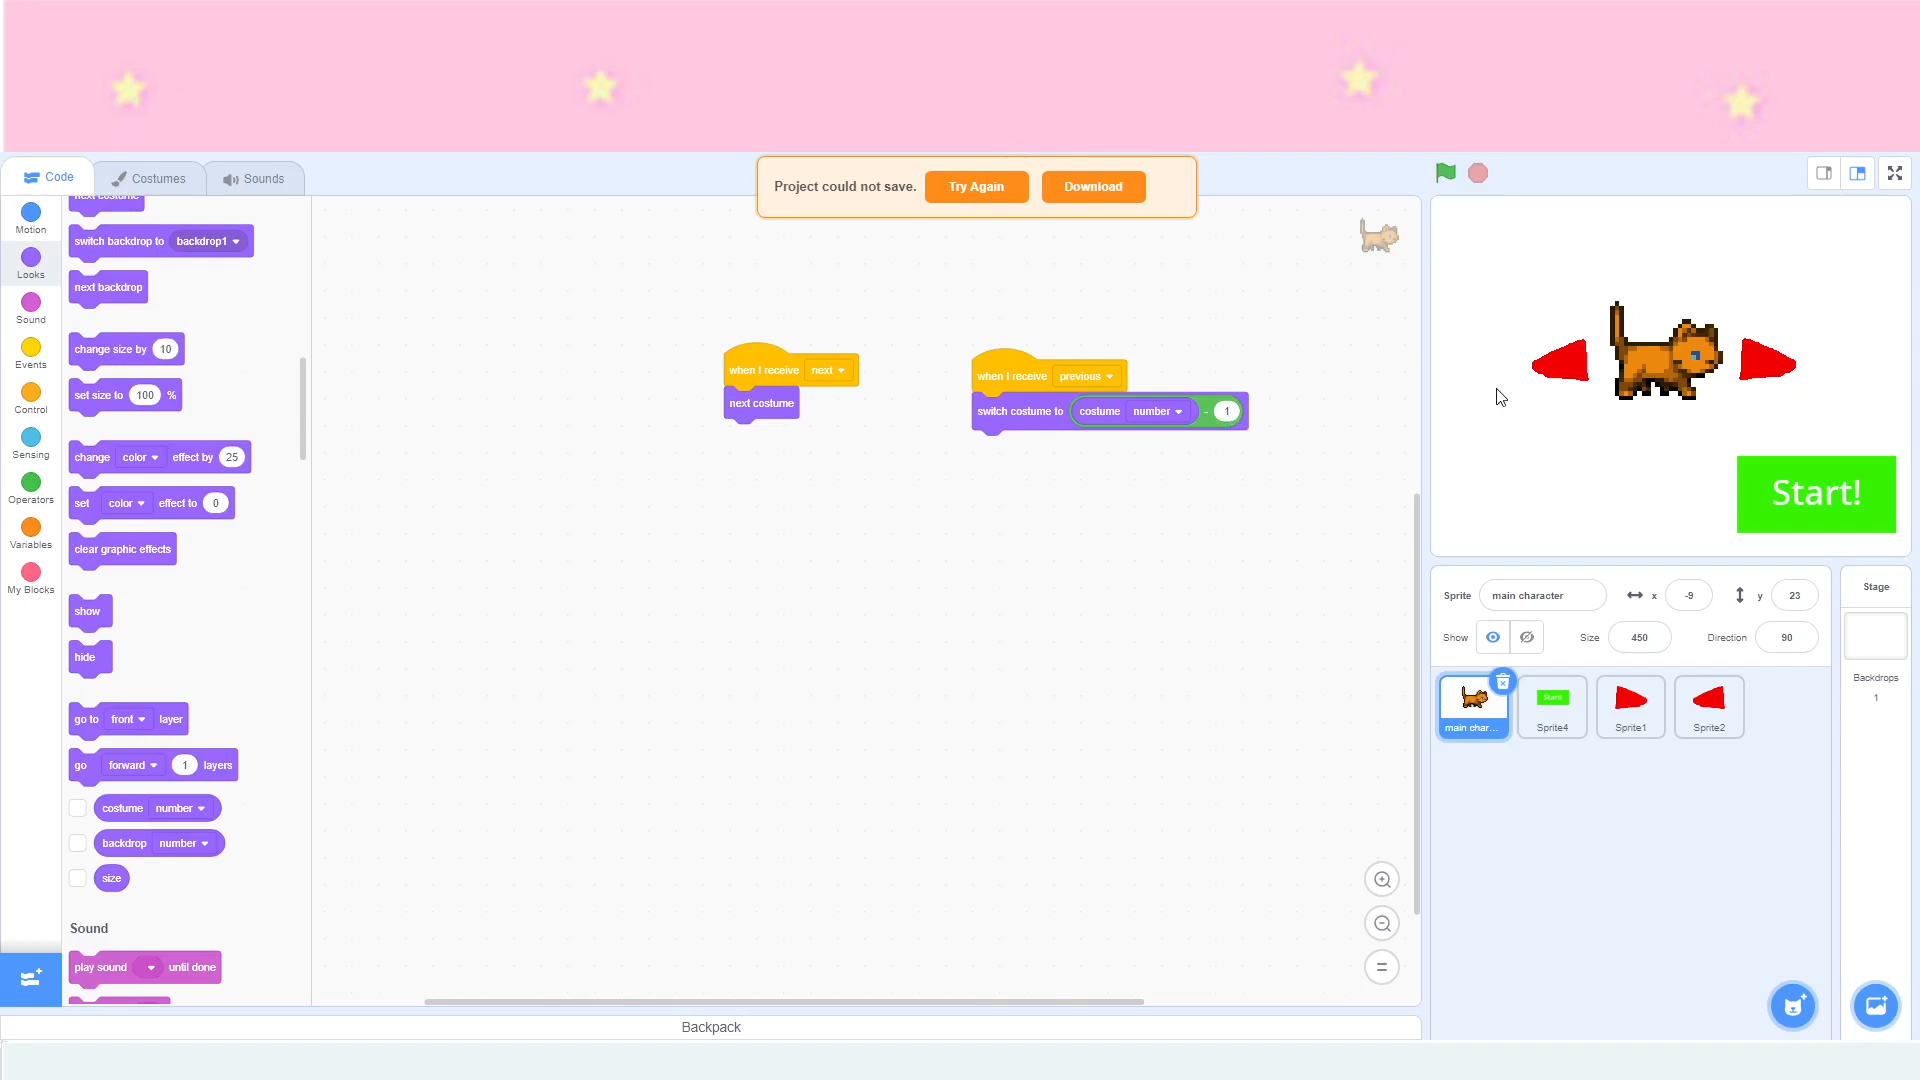 Code
Costumes
Sounds
Project could not save.
Try Again
Download
Motion
Looks
Sound
Events
Control
Sensing
Operators
Variables
My Blocks
next costume
switch backdrop to backdrop1
next backdrop
change size by 10
set size to 100 %
change color effect by 25
set color effect to 0
clear graphic effects
show
hide
go to front layer
go forward 1 layers
costume number
backdrop number
size
Sound
play sound until done
when I receive next
next costume
when I receive previous
switch costume to costume number - 1
Backpack
Start!
Sprite main character x -9 y 23
Show Size 450 Direction 90
Start!
main char...
Sprite4
Sprite1
Sprite2
Stage
Backdrops
1